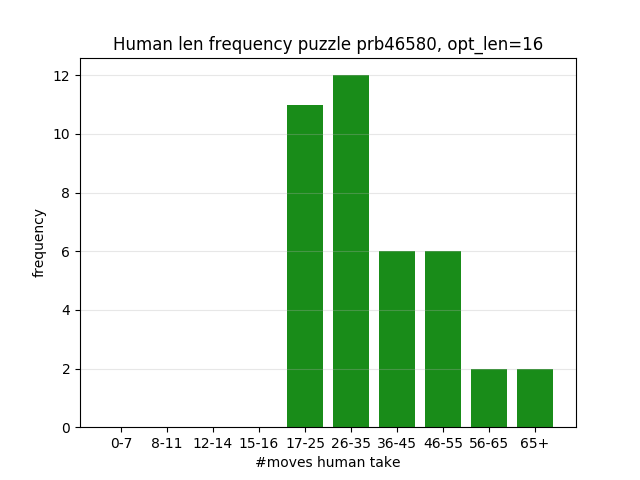 Human len frequency puzzle prb46580, opt_len=16
12
10
8
6
4
2
0
frequency
0-7 8-11 12-14 15-16 17-25 26-35 36-45 46-55 56-65 65+
#moves human take